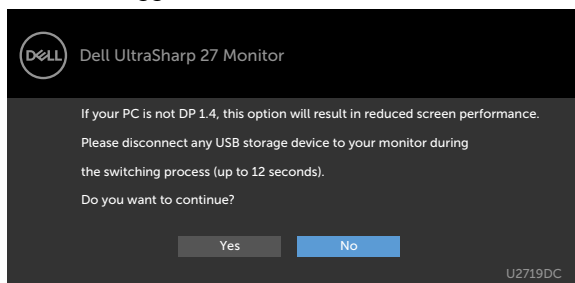 DELL
Dell UltraSharp 27 Monitor
If your PC is not DP 1.4, this option will result in reduced screen performance.
Please disconnect any USB storage device to your monitor during
the switching process (up to 12 seconds).
Do you want to continue?
Yes No
U2719DC